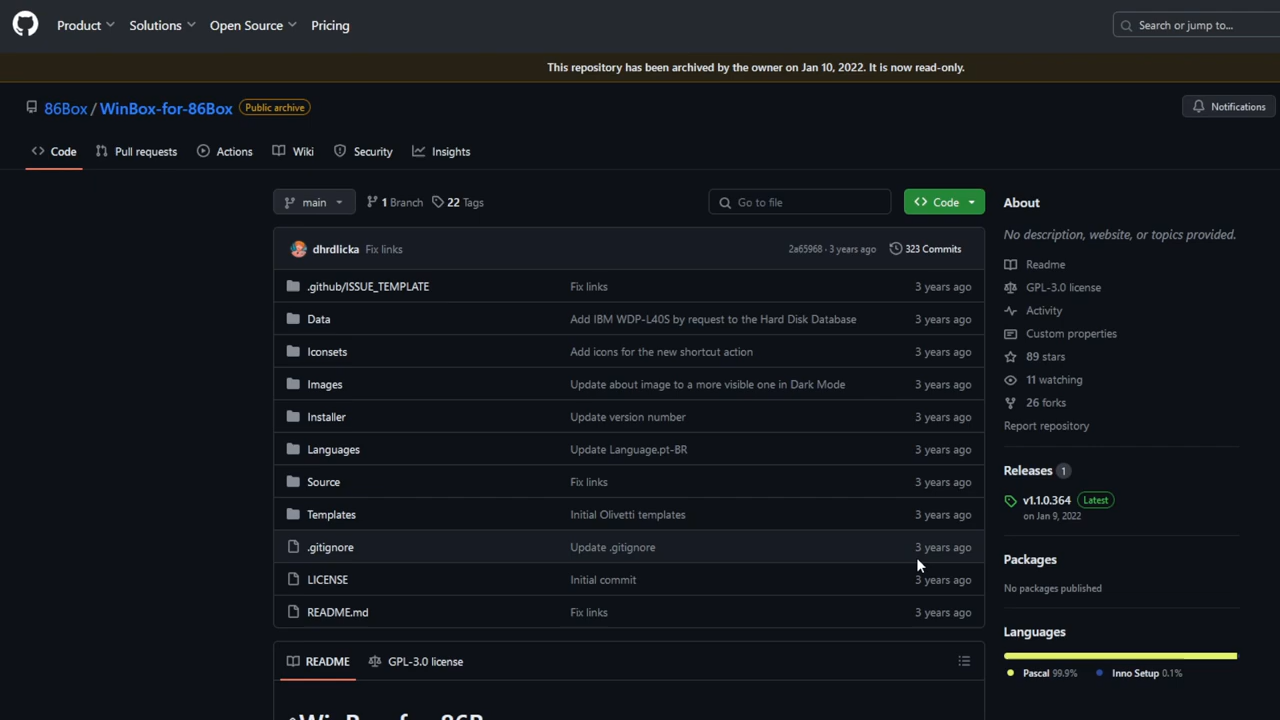 Product Solutions Open Source Pricing Search or jump to...
This repository has been archived by the owner on Jan 10, 2022. It is now read-only.
86Box / WinBox-for-86Box Public archive Notifications
Code Pull requests Actions Wiki Security Insights
main 1 Branch 22 Tags Go to file Code
dhrdlicka Fix links 2a65968 · 3 years ago 323 Commits
.github/ISSUE_TEMPLATE Fix links 3 years ago
Data Add IBM WDP-L40S by request to the Hard Disk Database 3 years ago
Iconsets Add icons for the new shortcut action 3 years ago
Images Update about image to a more visible one in Dark Mode 3 years ago
Installer Update version number 3 years ago
Languages Update Language.pt-BR 3 years ago
Source Fix links 3 years ago
Templates Initial Olivetti templates 3 years ago
.gitignore Update .gitignore 3 years ago
LICENSE Initial commit 3 years ago
README.md Fix links 3 years ago
README GPL-3.0 license
About
No description, website, or topics provided.
Readme
GPL-3.0 license
Activity
Custom properties
89 stars
11 watching
26 forks
Report repository
Releases 1
v1.1.0.364 Latest
on Jan 9, 2022
Packages
No packages published
Languages
Pascal 99.9% Inno Setup 0.1%